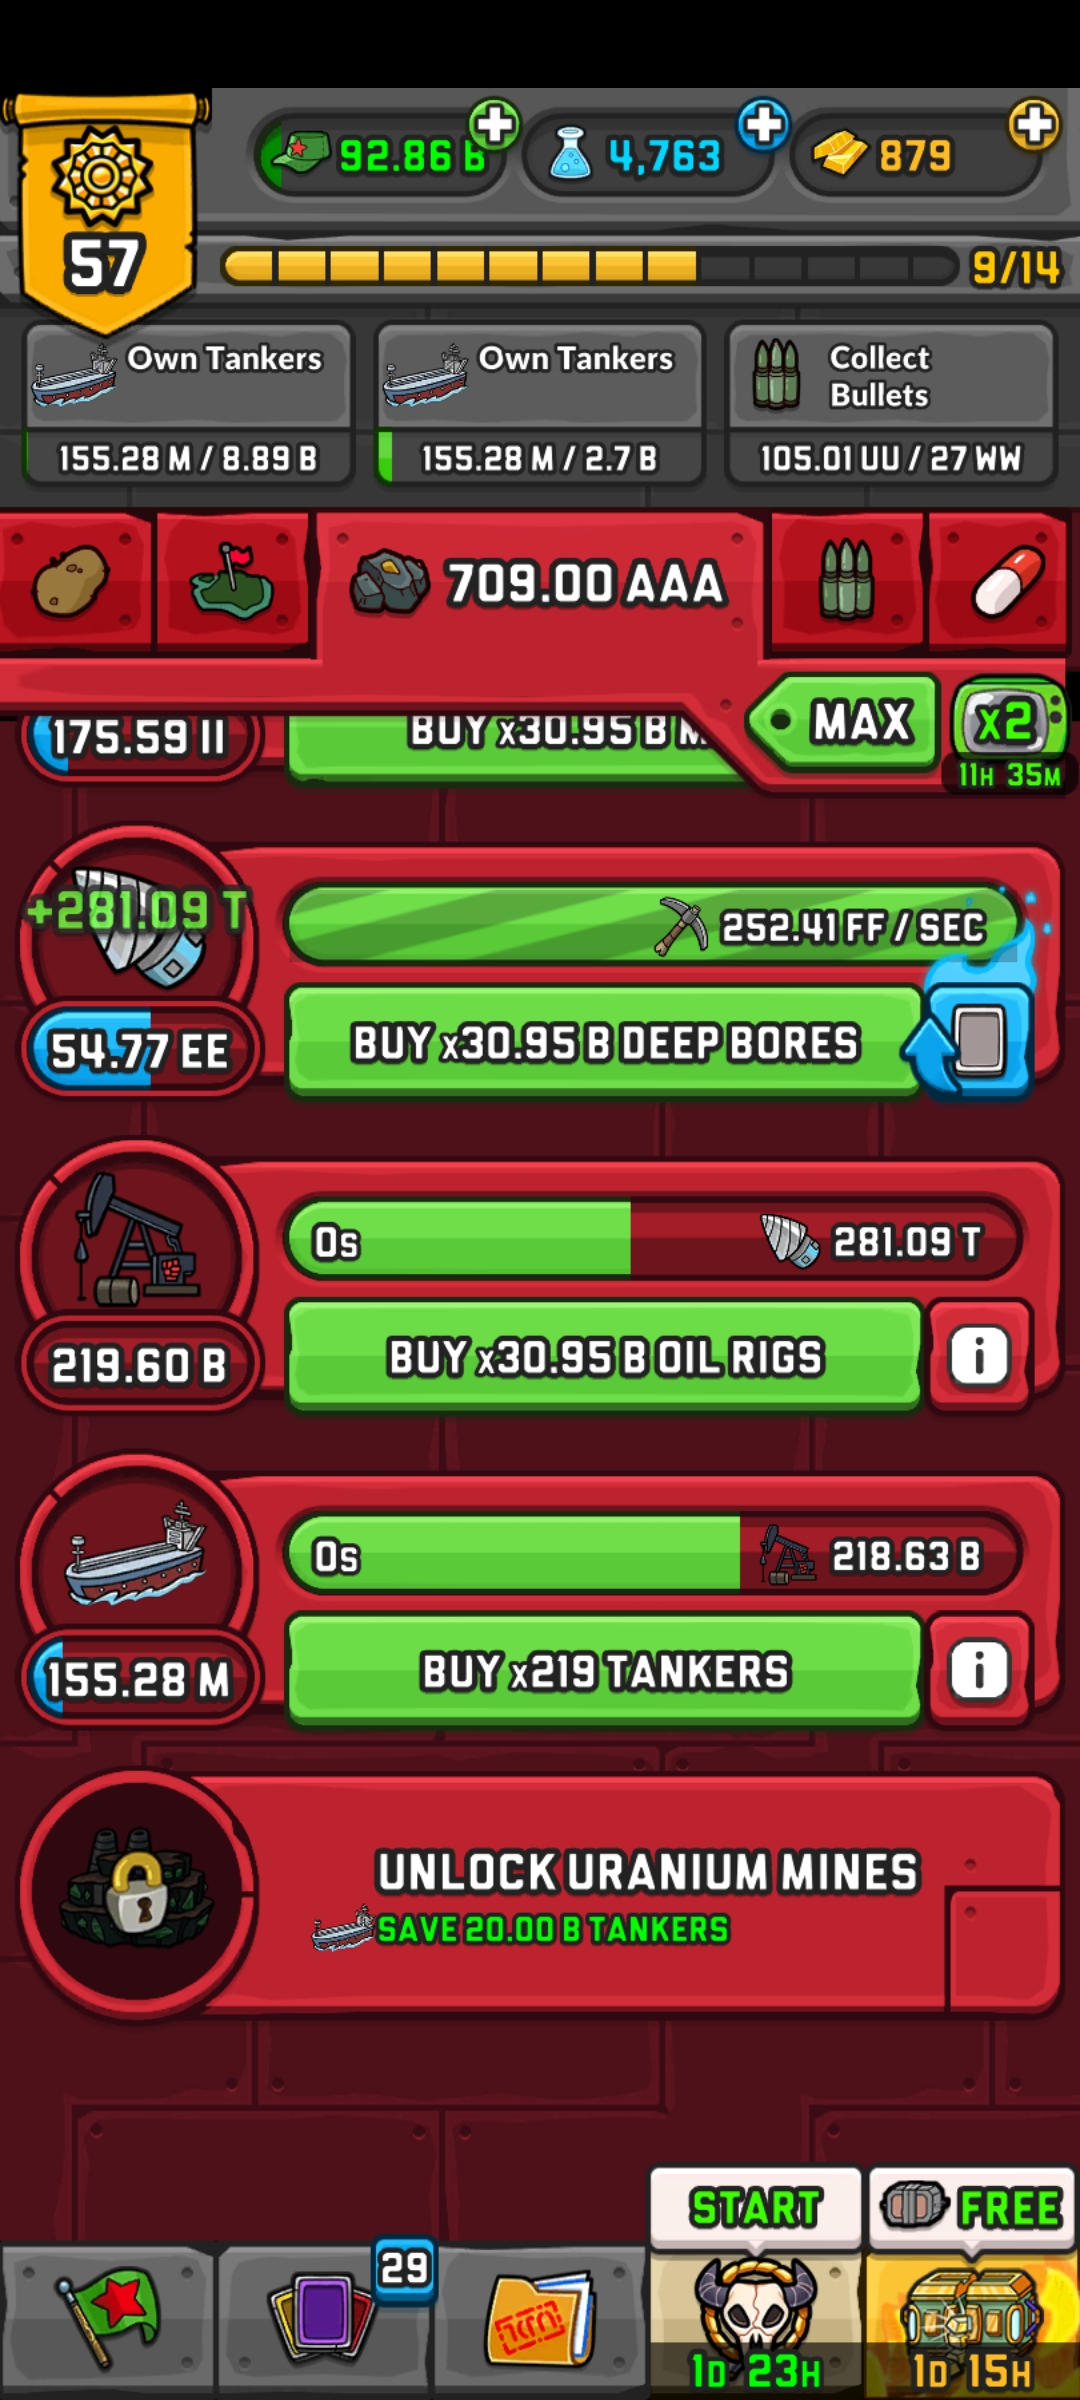 92.86 B
4,763
879
57
9/14
Own Tankers
155.28 M / 8.89 B
Own Tankers
155.28 M / 2.7 B
Collect
Bullets
105.01 UU / 27 WW
709.00 AAA
MAX
x2
11H 35M
175.59 II
BUY x30.95 B M
+281.09 T
252.41 FF / SEC
54.77 EE
BUY x30.95 B DEEP BORES
0s
281.09 T
219.60 B
BUY x30.95 B OIL RIGS
i
0s
218.63 B
155.28 M
BUY x219 TANKERS
i
UNLOCK URANIUM MINES
SAVE 20.00 B TANKERS
START
FREE
29
1D 23H
1D 15H